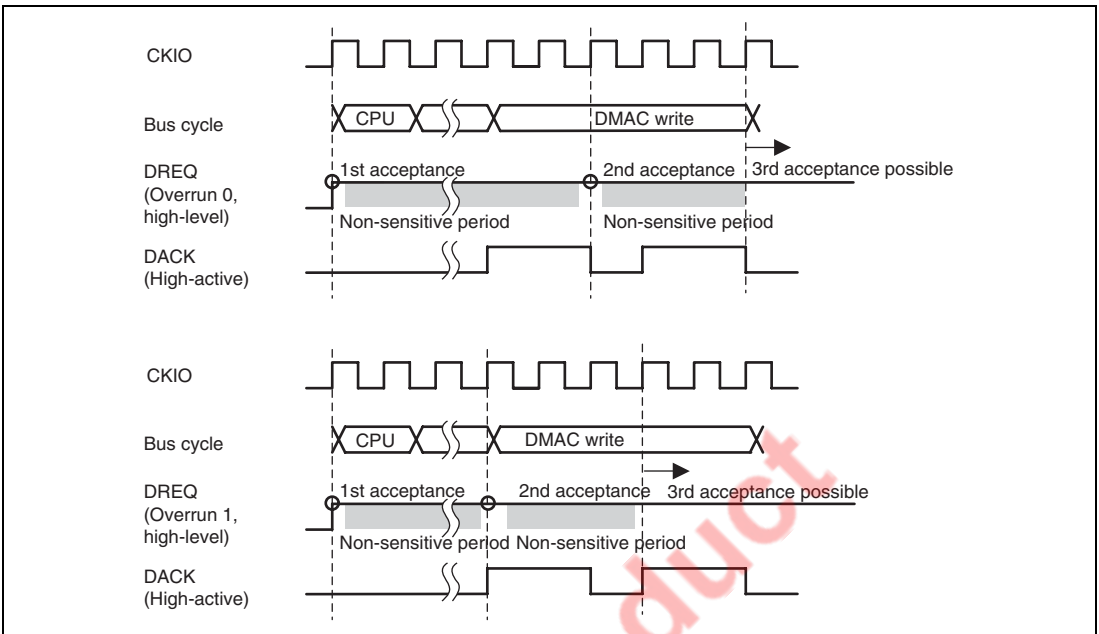 CKIO
Bus cycle
CPU
DMAC write
DREQ
(Overrun 0,
high-level)
1st acceptance
2nd acceptance
3rd acceptance possible
Non-sensitive period
Non-sensitive period
DACK
(High-active)
CKIO
Bus cycle
CPU
DMAC write
DREQ
(Overrun 1,
high-level)
1st acceptance
2nd acceptance
3rd acceptance possible
Non-sensitive period
Non-sensitive period
DACK
(High-active)
duct